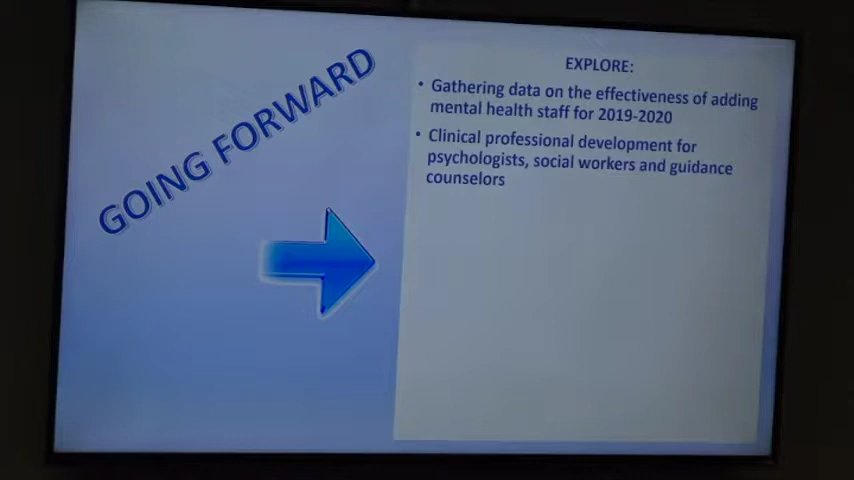 GOING FORWARD
EXPLORE:
• Gathering data on the effectiveness of adding
mental health staff for 2019-2020
• Clinical professional development for
psychologists, social workers and guidance
counselors